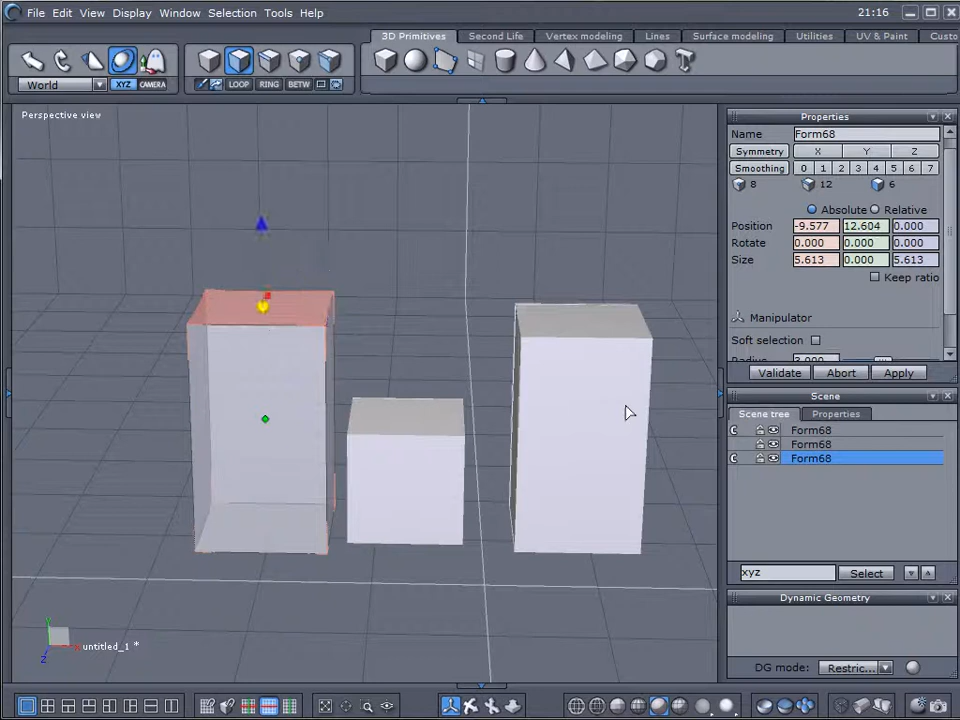 File Edit View Display Window Selection Tools Help 21:16
3D Primitives Second Life Vertex modeling Lines Surface modeling Utilities UV & Paint Custo
World XYZ CAMERA LOOP RING BETW
Perspective view
Properties
Name Form68
Symmetry X Y Z
Smoothing 0 1 2 3 4 5 6 7
8 12 6
Absolute Relative
Position -9.577 12.604 0.000
Rotate 0.000 0.000 0.000
Size 5.613 0.000 5.613
Keep ratio
Manipulator
Soft selection
Radius 3.000
Validate Abort Apply
Scene
Scene tree Properties
Form68
Form68
Form68
xyz Select
Dynamic Geometry
DG mode: Restric...
Y
X
Z
untitled_1 *